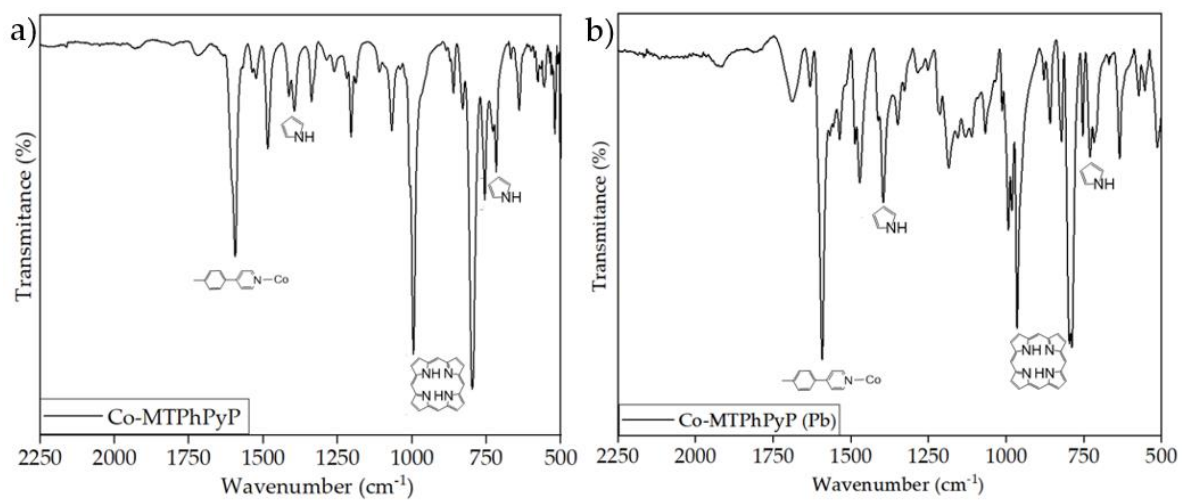 a)
Transmitance (%)
NH
N
Co
NH
NH N
N HN
Co-MTPhPyP
2250 2000 1750 1500 1250 1000 750 500
Wavenumber (cm⁻¹)
b)
Transmitance (%)
NH
N
Co
NH
NH N
N HN
Co-MTPhPyP (Pb)
2250 2000 1750 1500 1250 1000 750 500
Wavenumber (cm⁻¹)